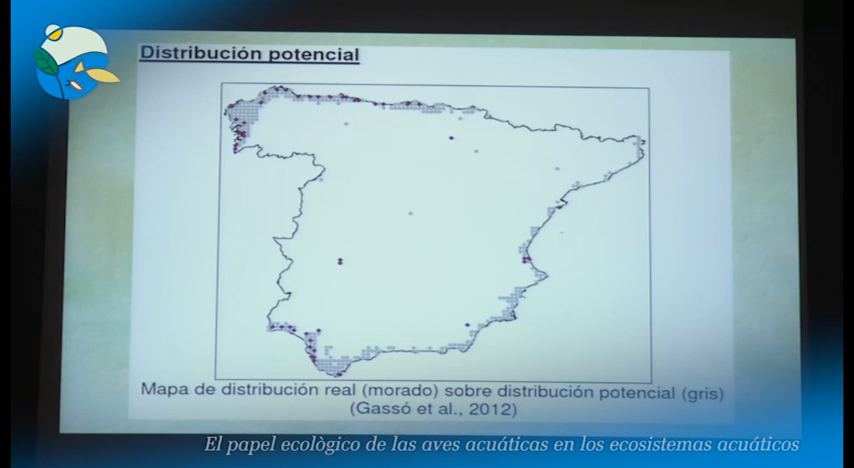 Distribución potencial
Mapa de distribución real (morado) sobre distribución potencial (gris)
(Gassó et al., 2012)
El papel ecològico de las aves acuáticas en los ecosistemas acuáticos